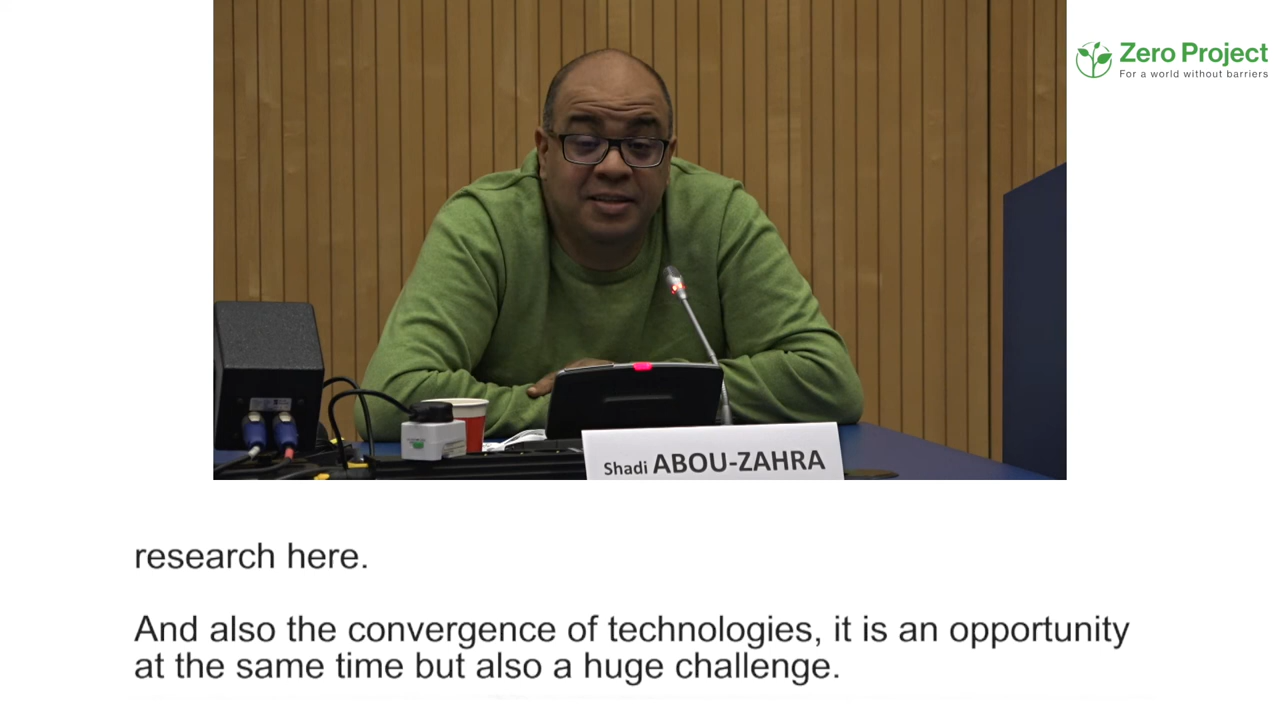 Zero Project
For a world without barriers
Shadi ABOU-ZAHRA
research here.
And also the convergence of technologies, it is an opportunity
at the same time but also a huge challenge.